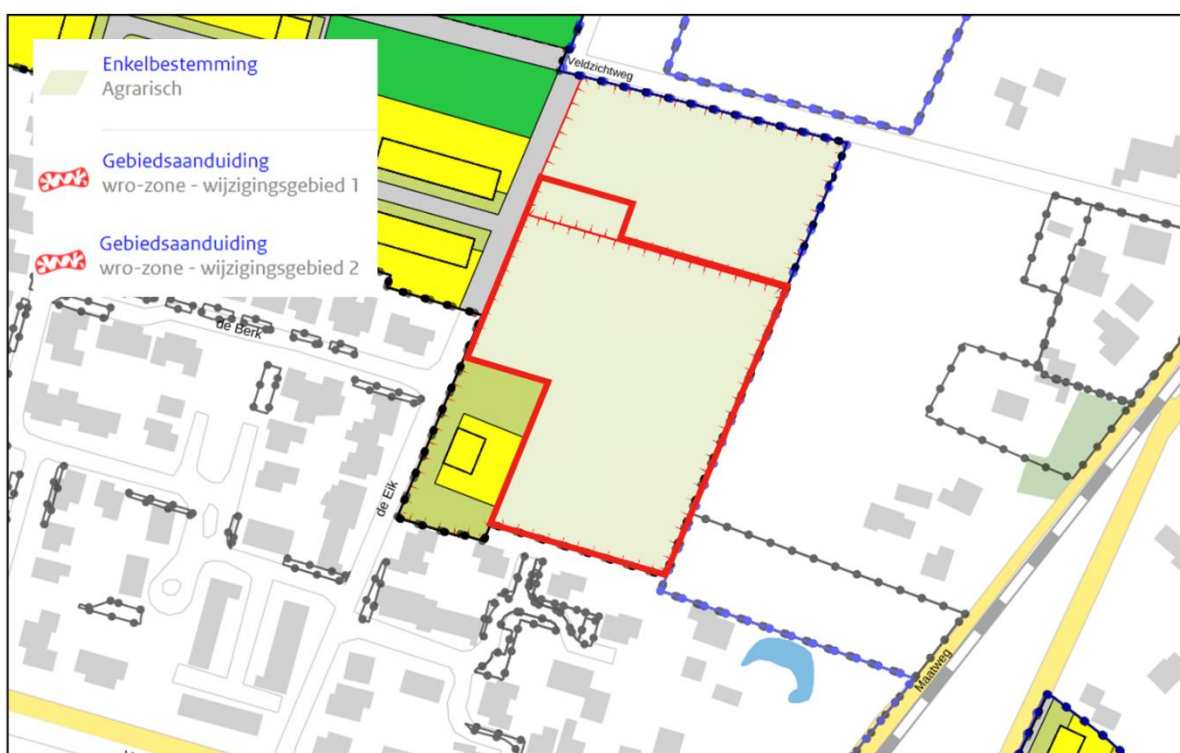 Enkelbestemming
Agrarisch
Gebiedsaanduiding
wro-zone - wijzigingsgebied 1
Gebiedsaanduiding
wro-zone - wijzigingsgebied 2
Veldzichtweg
de Berk
de Eik
Maatweg